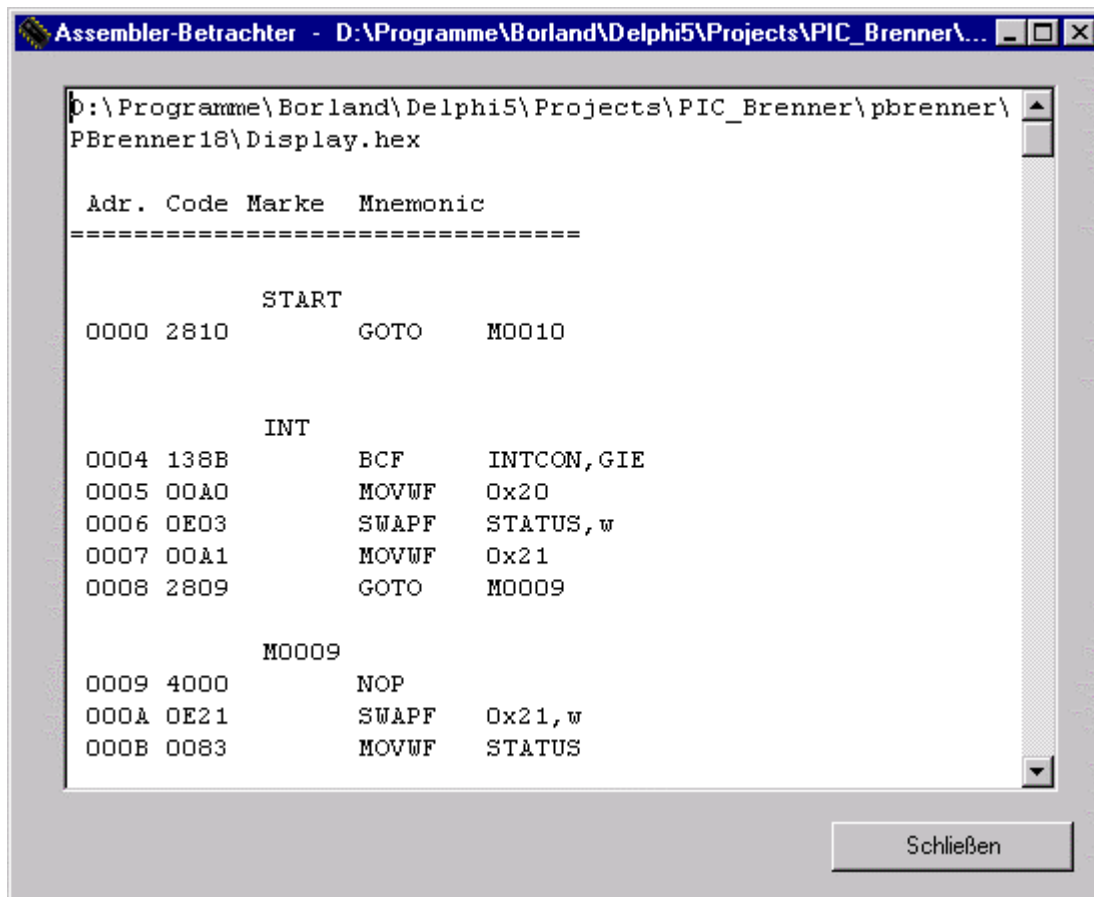 Assembler-Betrachter - D:\Programme\Borland\Delphi5\Projects\PIC_Brenner\...
D:\Programme\Borland\Delphi5\Projects\PIC_Brenner\pbrenner\
PBrenner18\Display.hex
Adr. Code Marke Mnemonic
================================
START
0000 2810 GOTO M0010
INT
0004 138B BCF INTCON,GIE
0005 00A0 MOVWF 0x20
0006 0E03 SWAPF STATUS,w
0007 00A1 MOVWF 0x21
0008 2809 GOTO M0009
M0009
0009 4000 NOP
000A 0E21 SWAPF 0x21,w
000B 0083 MOVWF STATUS
Schließen